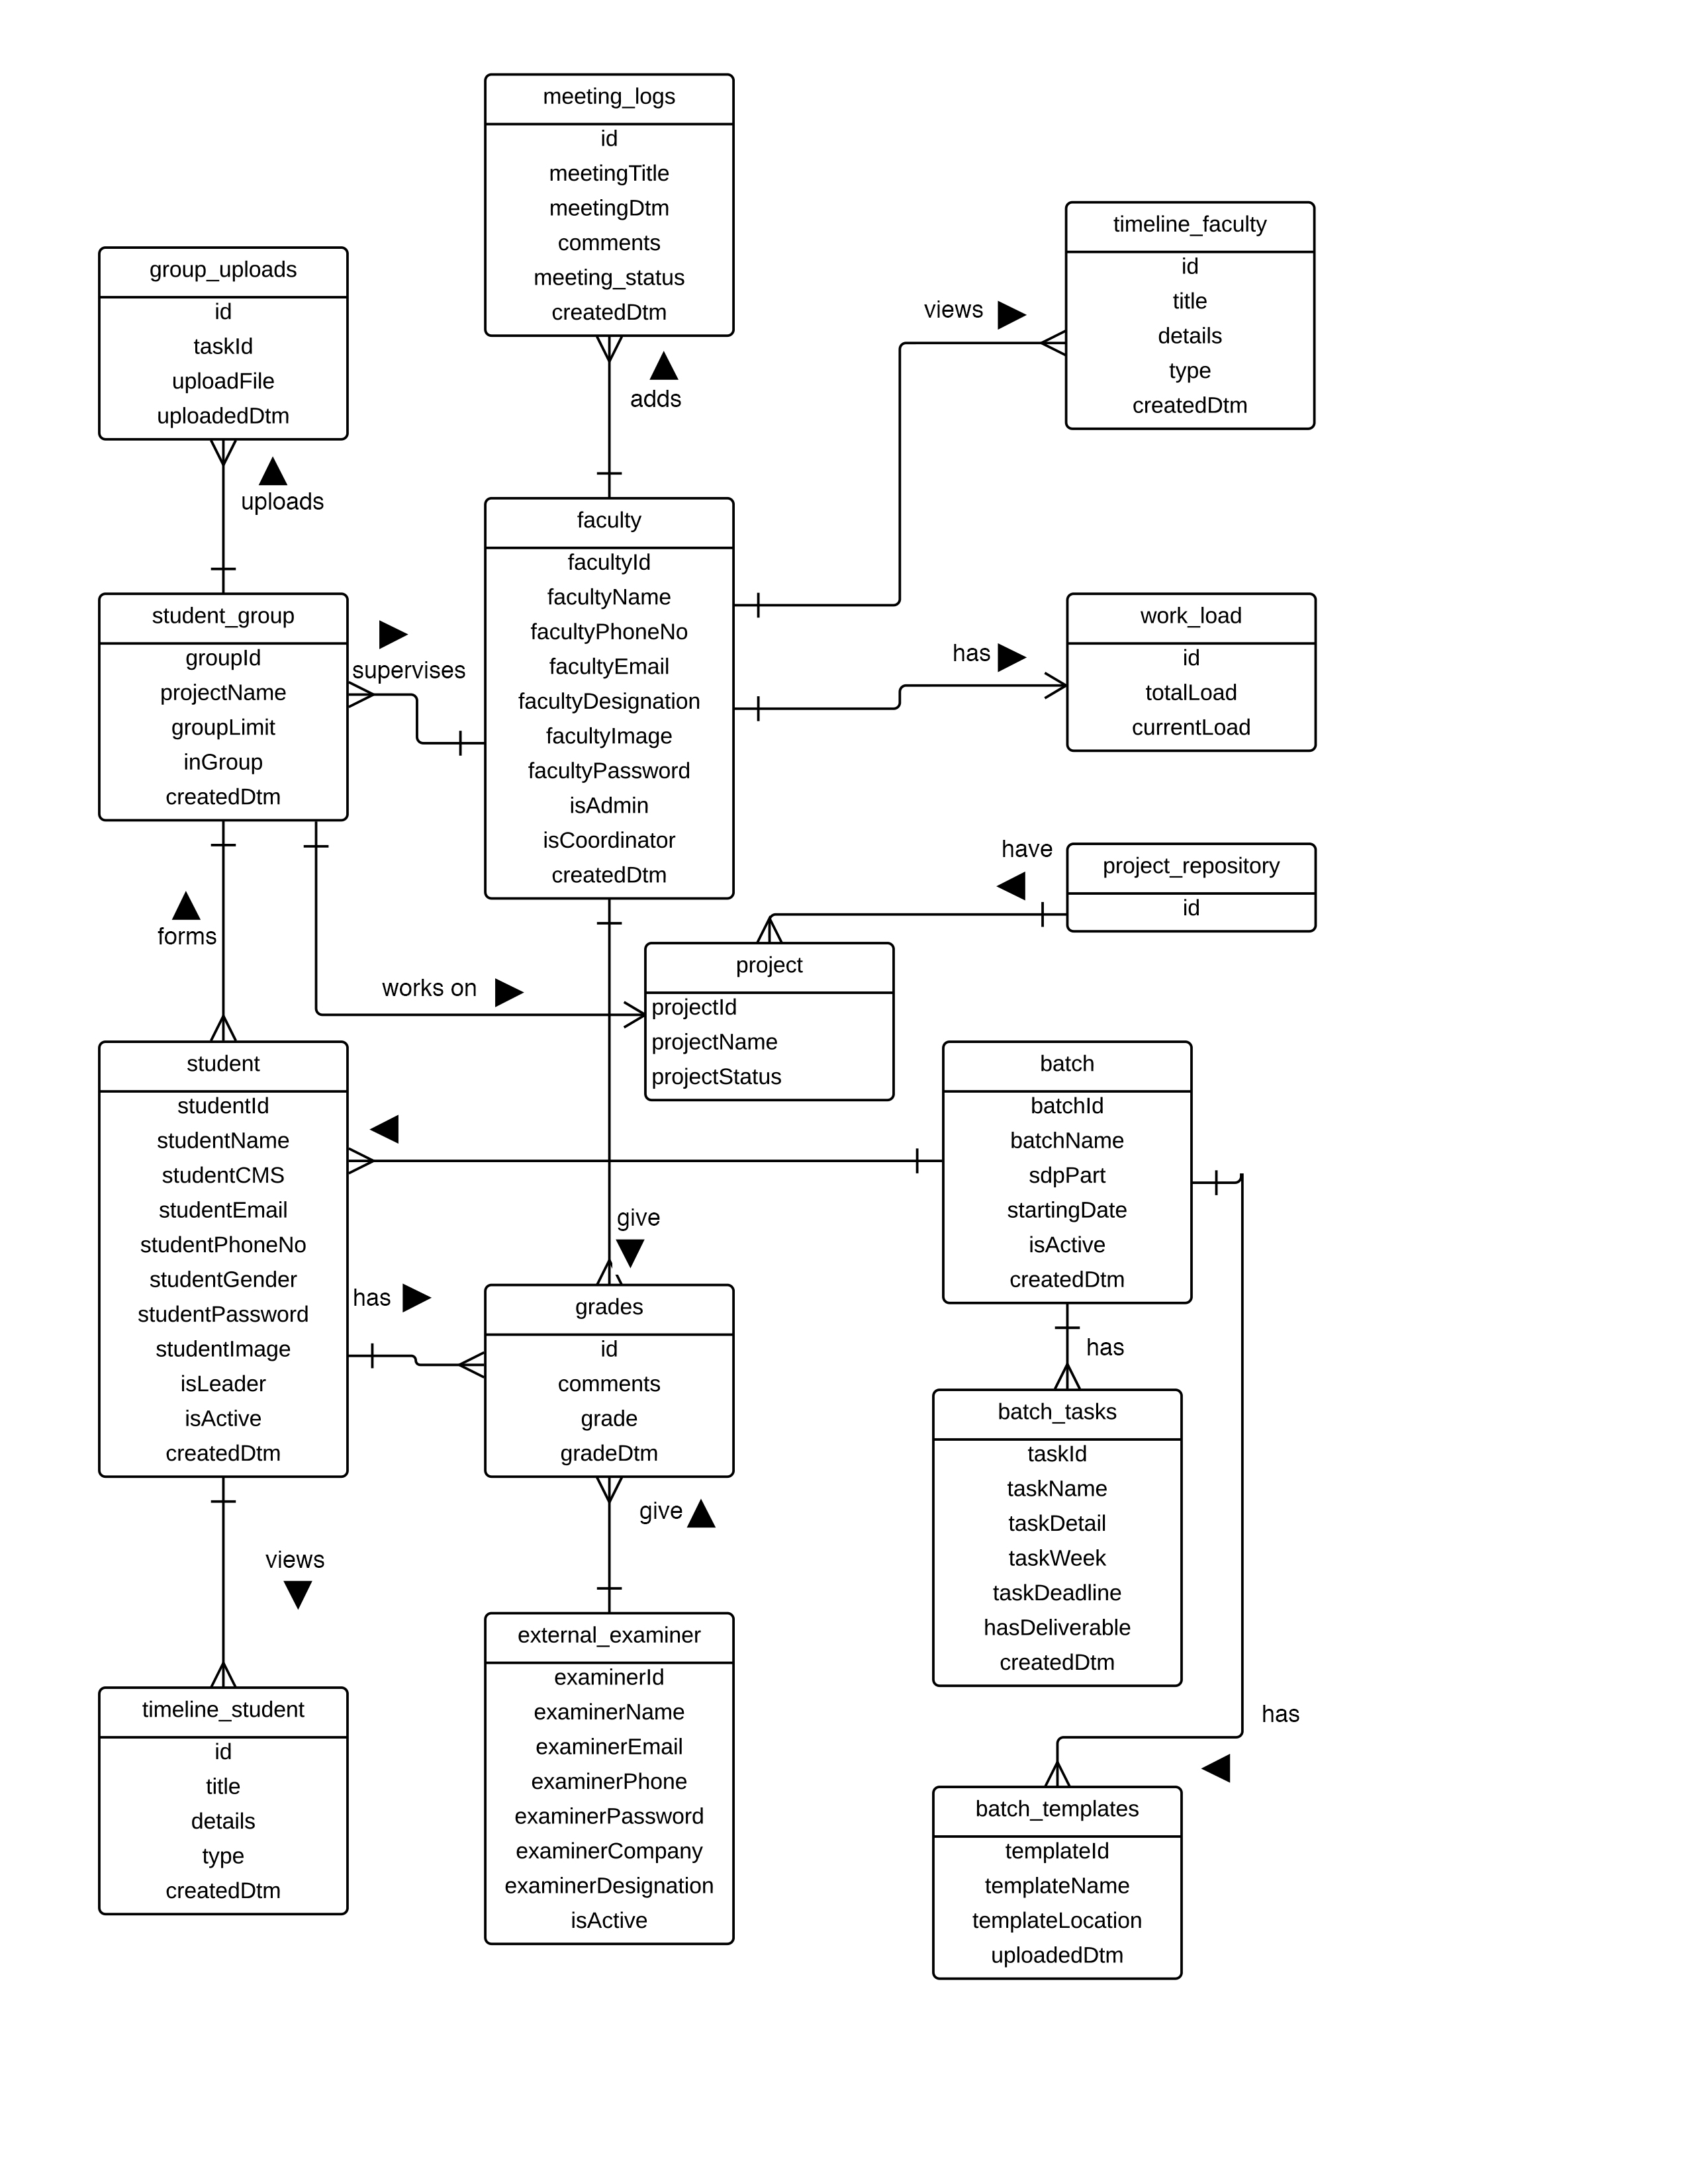 meeting_logs
id
meetingTitle
meetingDtm
comments
meeting_status
createdDtm
adds
timeline_faculty
id
title
details
type
createdDtm
views
group_uploads
id
taskId
uploadFile
uploadedDtm
uploads
faculty
facultyId
facultyName
facultyPhoneNo
facultyEmail
facultyDesignation
facultyImage
facultyPassword
isAdmin
isCoordinator
createdDtm
student_group
groupId
projectName
groupLimit
inGroup
createdDtm
supervises
work_load
id
totalLoad
currentLoad
has
have
project_repository
id
forms
works on
project
projectId
projectName
projectStatus
student
studentId
studentName
studentCMS
studentEmail
studentPhoneNo
studentGender
studentPassword
studentImage
isLeader
isActive
createdDtm
batch
batchId
batchName
sdpPart
startingDate
isActive
createdDtm
give
has
grades
id
comments
grade
gradeDtm
has
batch_tasks
taskId
taskName
taskDetail
taskWeek
taskDeadline
hasDeliverable
createdDtm
give
views
external_examiner
examinerId
examinerName
examinerEmail
examinerPhone
examinerPassword
examinerCompany
examinerDesignation
isActive
timeline_student
id
title
details
type
createdDtm
has
batch_templates
templateId
templateName
templateLocation
uploadedDtm